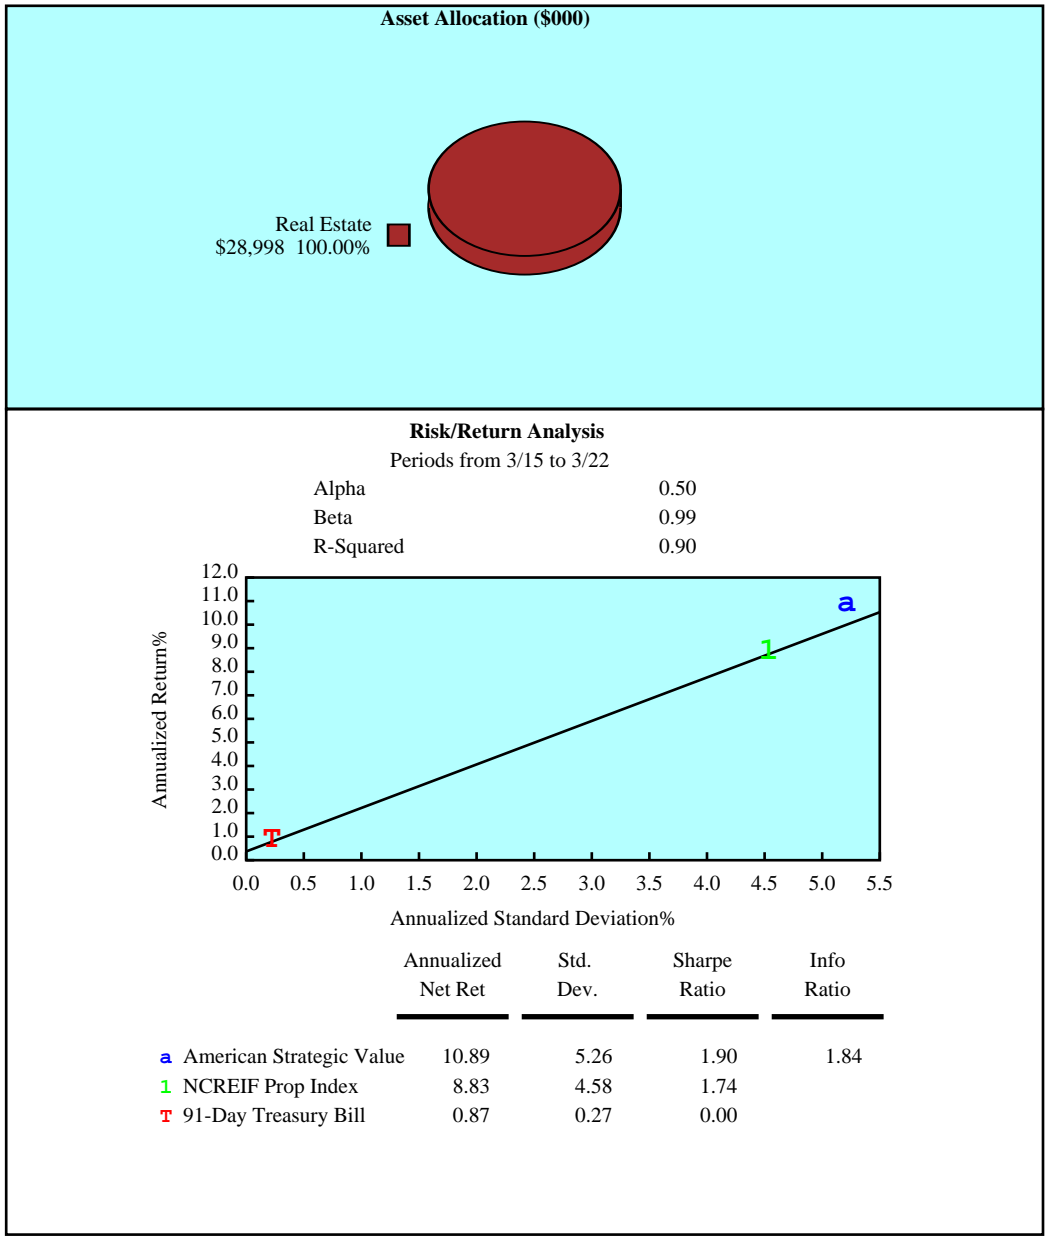 Asset Allocation ($000)
Real Estate
$28,998 100.00%
Risk/Return Analysis
Periods from 3/15 to 3/22
Alpha 0.50
Beta 0.99
R-Squared 0.90
12.0
11.0
10.0
9.0
8.0
7.0
6.0
5.0
4.0
3.0
2.0
1.0
0.0
Annualized Return%
a
1
T
0.0 0.5 1.0 1.5 2.0 2.5 3.0 3.5 4.0 4.5 5.0 5.5
Annualized Standard Deviation%
Annualized Std. Sharpe Info
Net Ret Dev. Ratio Ratio
a American Strategic Value 10.89 5.26 1.90 1.84
1 NCREIF Prop Index 8.83 4.58 1.74
T 91-Day Treasury Bill 0.87 0.27 0.00